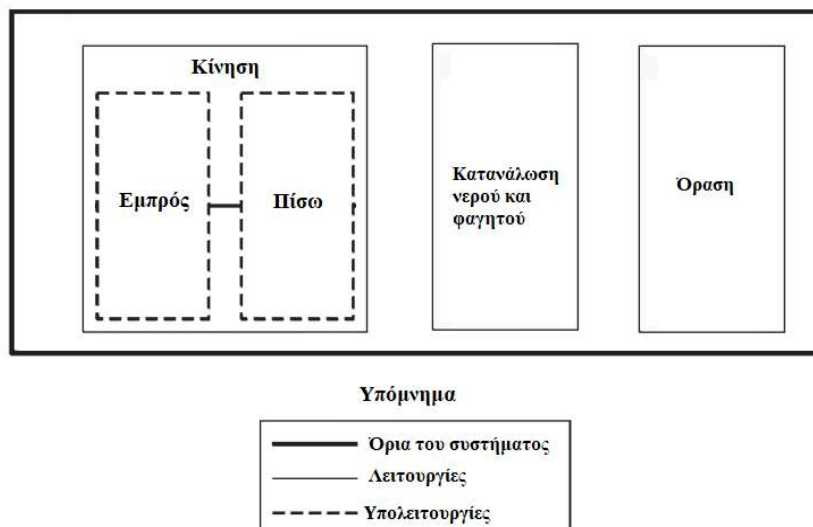 Κίνηση
Εμπρός
Πίσω
Κατανάλωση
νερού και
φαγητού
Όραση
Υπόμνημα
Όρια του συστήματος
Λειτουργίες
Υπολειτουργίες